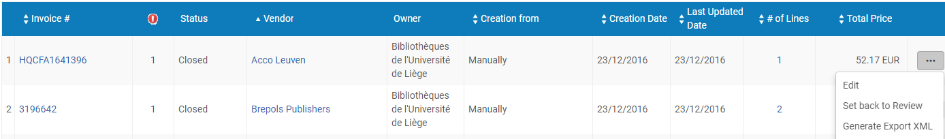 Invoice # Status Vendor Owner Creation from Creation Date Last Updated Date # of Lines Total Price
1 HQCFA1641396 1 Closed Acco Leuven Bibliothèques de l'Université de Liège Manually 23/12/2016 23/12/2016 1 52.17 EUR
Edit
2 3196642 1 Closed Brepols Publishers Bibliothèques de l'Université de Liège Manually 23/12/2016 23/12/2016 2
Set back to Review
Generate Export XML